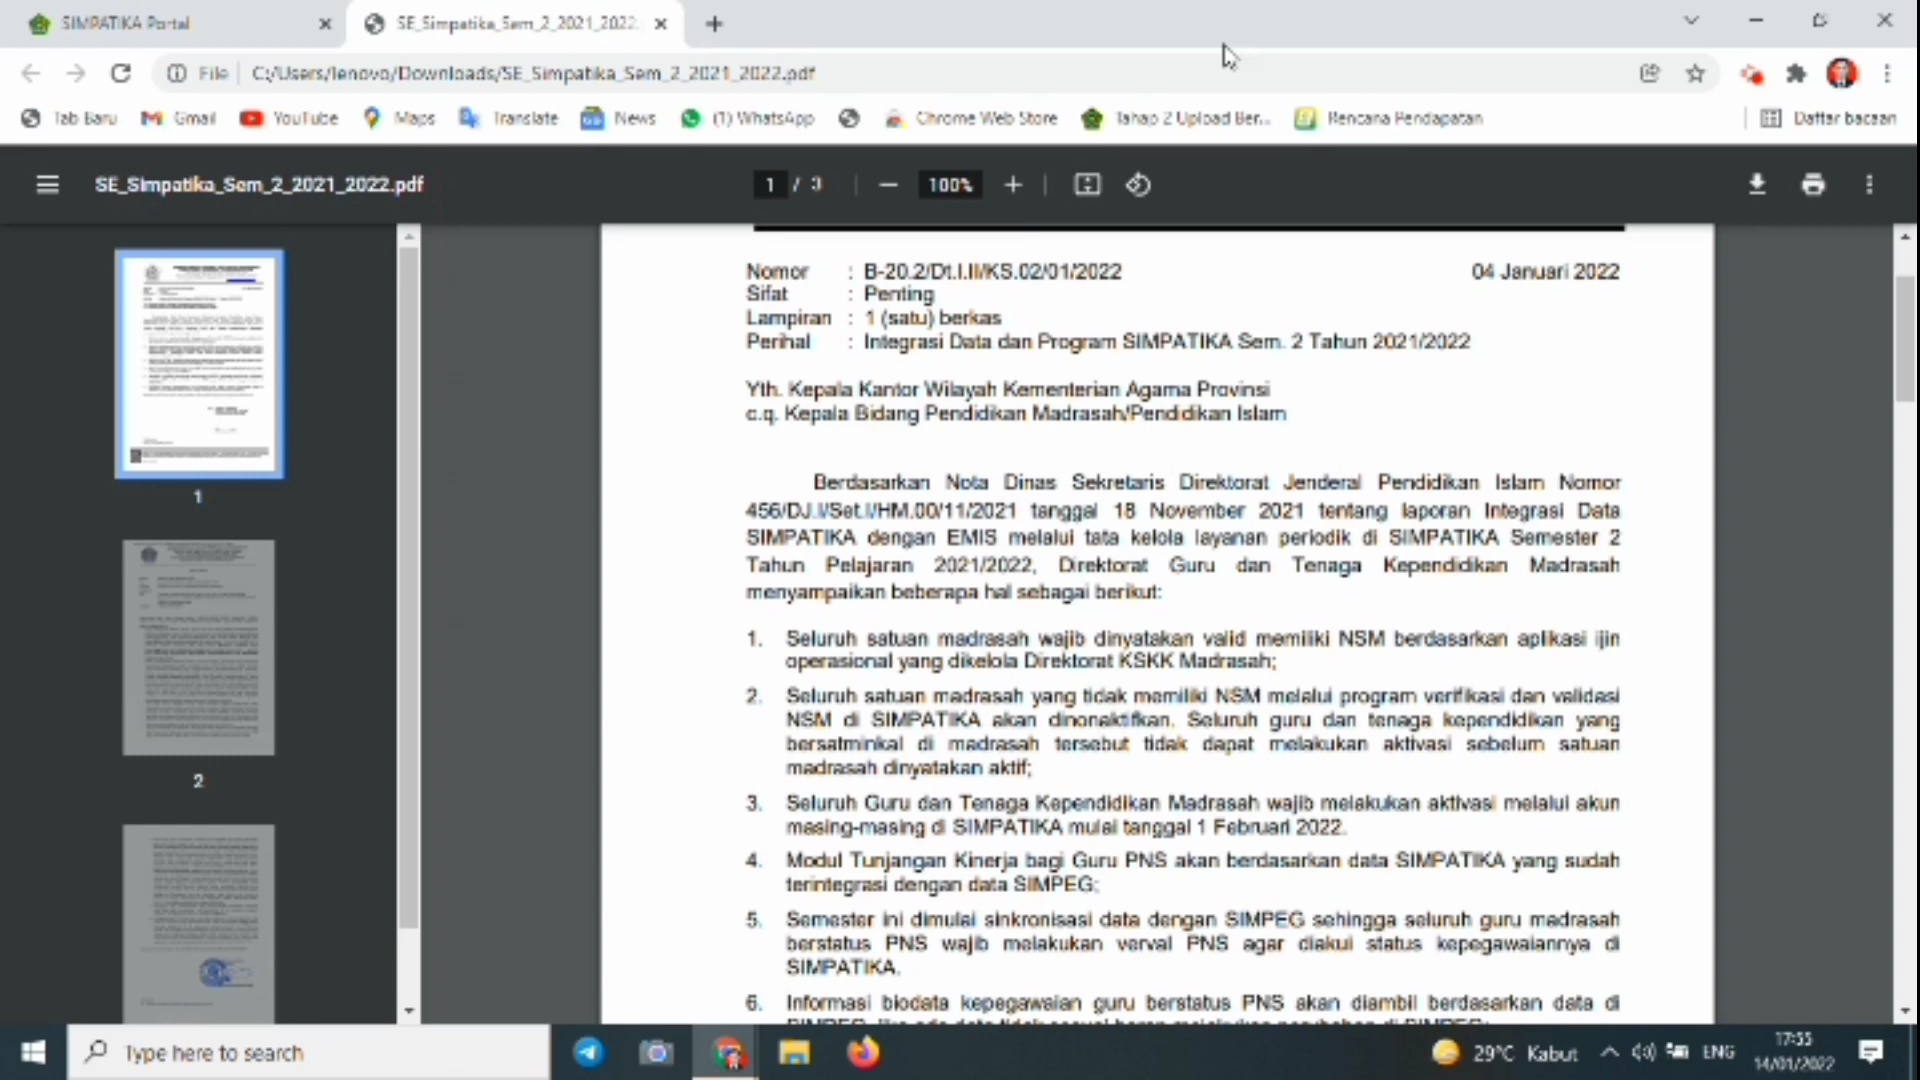 SIMPATIKA Portal
SE_Simpatika_Sem_2_2021_2022.
File
C:/Users/lenovo/Downloads/SE_Simpatika_Sem_2_2021_2022.pdf
Tab Baru
Gmail
YouTube
Maps
Translate
News
(1) WhatsApp
Chrome Web Store
Tahap 2 Upload Ber...
Rencana Pendapatan
Daftar bacaan
SE_Simpatika_Sem_2_2021_2022.pdf
1 / 3
100%
1
2
Nomor : B-20.2/Dt.I.II/KS.02/01/2022 04 Januari 2022
Sifat : Penting
Lampiran : 1 (satu) berkas
Perihal : Integrasi Data dan Program SIMPATIKA Sem. 2 Tahun 2021/2022
Yth. Kepala Kantor Wilayah Kementerian Agama Provinsi
c.q. Kepala Bidang Pendidikan Madrasah/Pendidikan Islam
Berdasarkan Nota Dinas Sekretaris Direktorat Jenderal Pendidikan Islam Nomor
456/DJ.I/Set.I/HM.00/11/2021 tanggal 18 November 2021 tentang laporan Integrasi Data
SIMPATIKA dengan EMIS melalui tata kelola layanan periodik di SIMPATIKA Semester 2
Tahun Pelajaran 2021/2022, Direktorat Guru dan Tenaga Kependidikan Madrasah
menyampaikan beberapa hal sebagai berikut:
1. Seluruh satuan madrasah wajib dinyatakan valid memiliki NSM berdasarkan aplikasi ijin
operasional yang dikelola Direktorat KSKK Madrasah;
2. Seluruh satuan madrasah yang tidak memiliki NSM melalui program verifikasi dan validasi
NSM di SIMPATIKA akan dinonaktifkan. Seluruh guru dan tenaga kependidikan yang
bersatminkal di madrasah tersebut tidak dapat melakukan aktivasi sebelum satuan
madrasah dinyatakan aktif;
3. Seluruh Guru dan Tenaga Kependidikan Madrasah wajib melakukan aktivasi melalui akun
masing-masing di SIMPATIKA mulai tanggal 1 Februari 2022.
4. Modul Tunjangan Kinerja bagi Guru PNS akan berdasarkan data SIMPATIKA yang sudah
terintegrasi dengan data SIMPEG;
5. Semester ini dimulai sinkronisasi data dengan SIMPEG sehingga seluruh guru madrasah
berstatus PNS wajib melakukan verval PNS agar diakui status kepegawaiannya di
SIMPATIKA.
6. Informasi biodata kepegawaian guru berstatus PNS akan diambil berdasarkan data di
Type here to search
29°C Kabut
ENG
17:55
14/01/2022